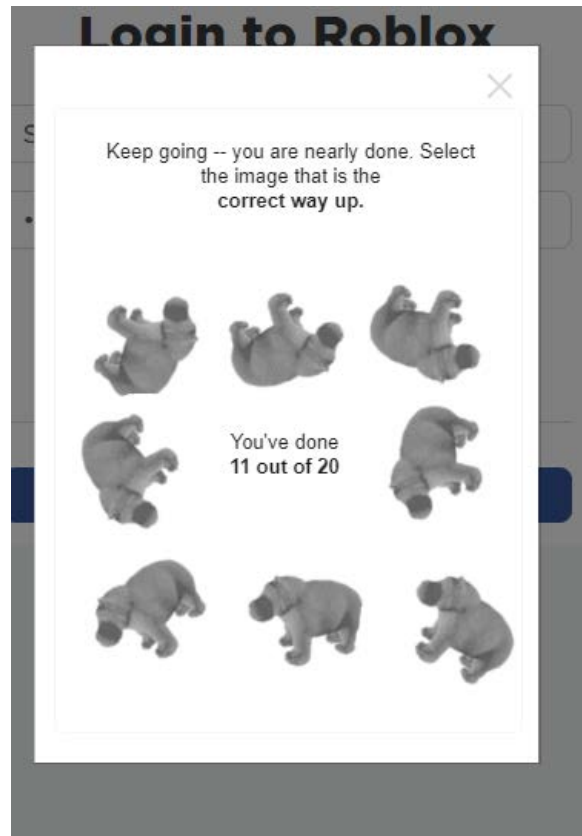 Login to Roblox
S
Keep going -- you are nearly done. Select
the image that is the
correct way up.
You've done
11 out of 20